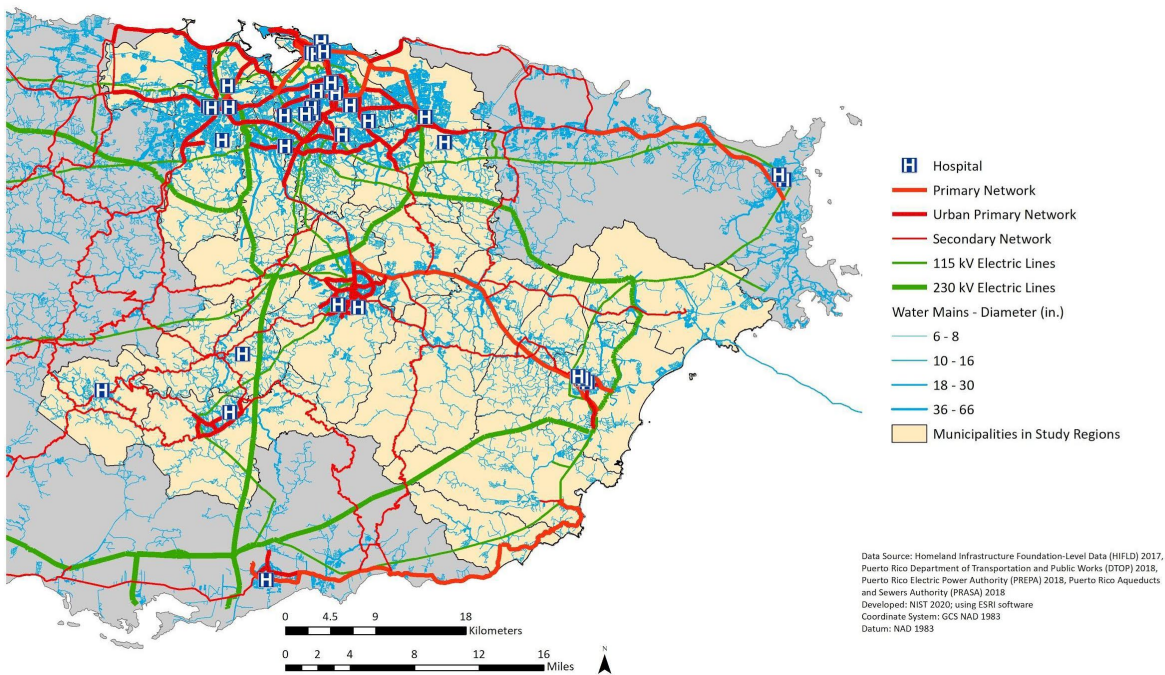 H Hospital
Primary Network
Urban Primary Network
Secondary Network
115 kV Electric Lines
230 kV Electric Lines
Water Mains - Diameter (in.)
6 - 8
10 - 16
18 - 30
36 - 66
Municipalities in Study Regions
Data Source: Homeland Infrastructure Foundation-Level Data (HIFLD) 2017,
Puerto Rico Department of Transportation and Public Works (DTOP) 2018,
Puerto Rico Electric Power Authority (PREPA) 2018, Puerto Rico Aqueducts
and Sewers Authority (PRASA) 2018
Developed: NIST 2020; using ESRI software
Coordinate System: GCS NAD 1983
Datum: NAD 1983
0 4.5 9 18
Kilometers
0 2 4 8 12 16
Miles
N